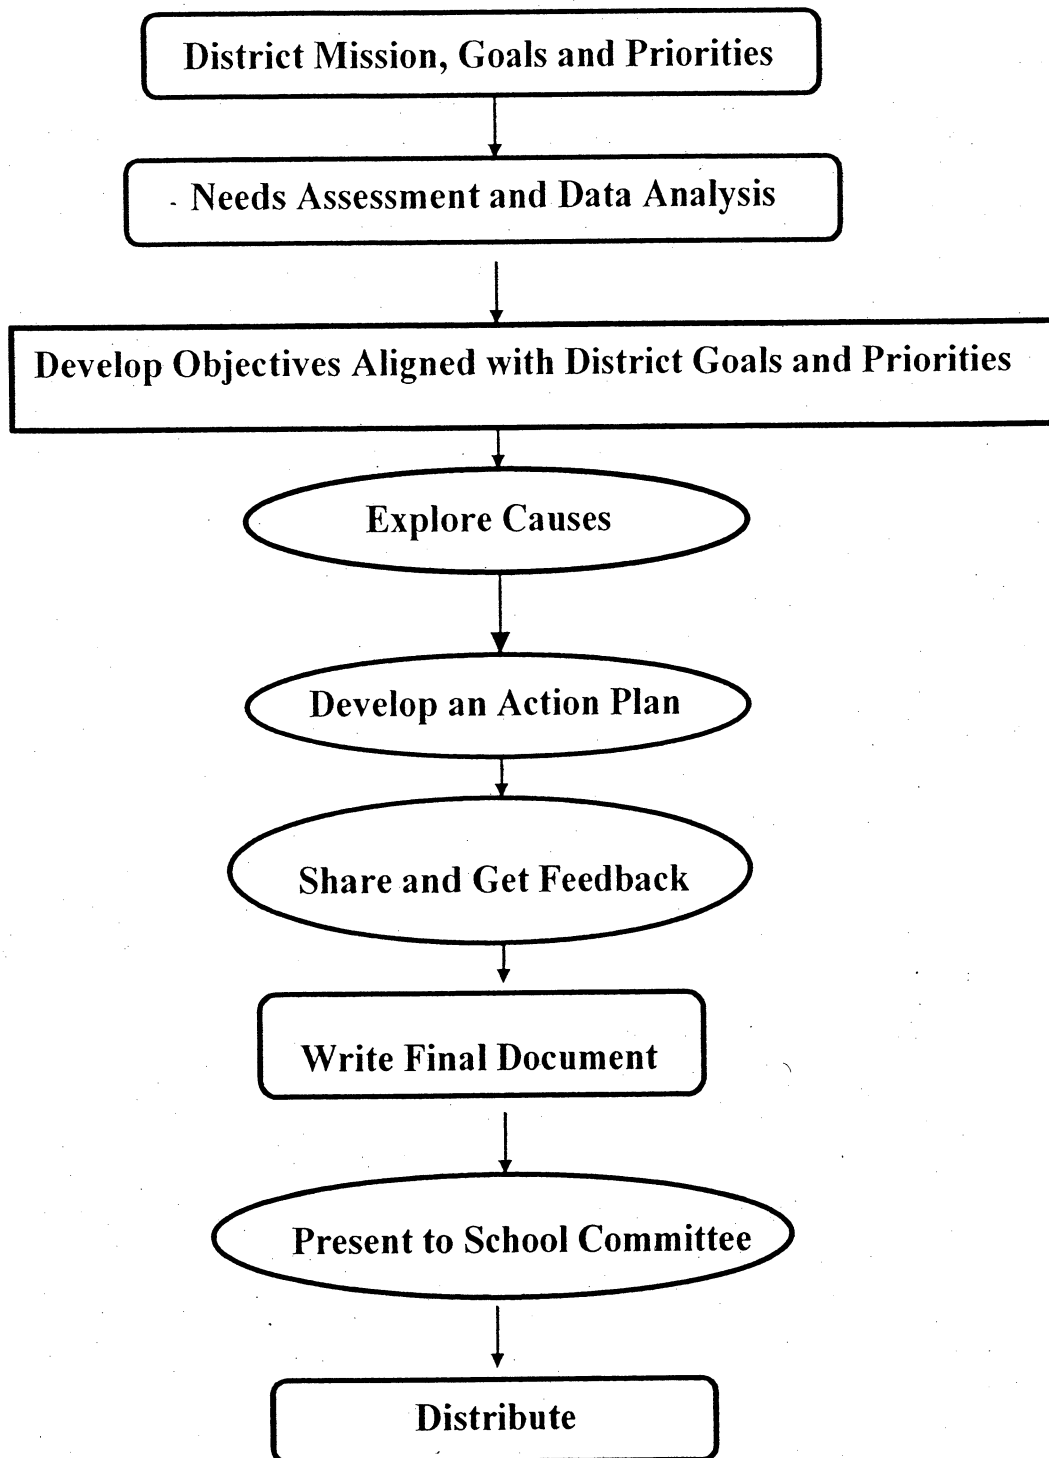 District Mission, Goals and Priorities
Needs Assessment and Data Analysis
Develop Objectives Aligned with District Goals and Priorities
Explore Causes
Develop an Action Plan
Share and Get Feedback
Write Final Document
Present to School Committee
Distribute